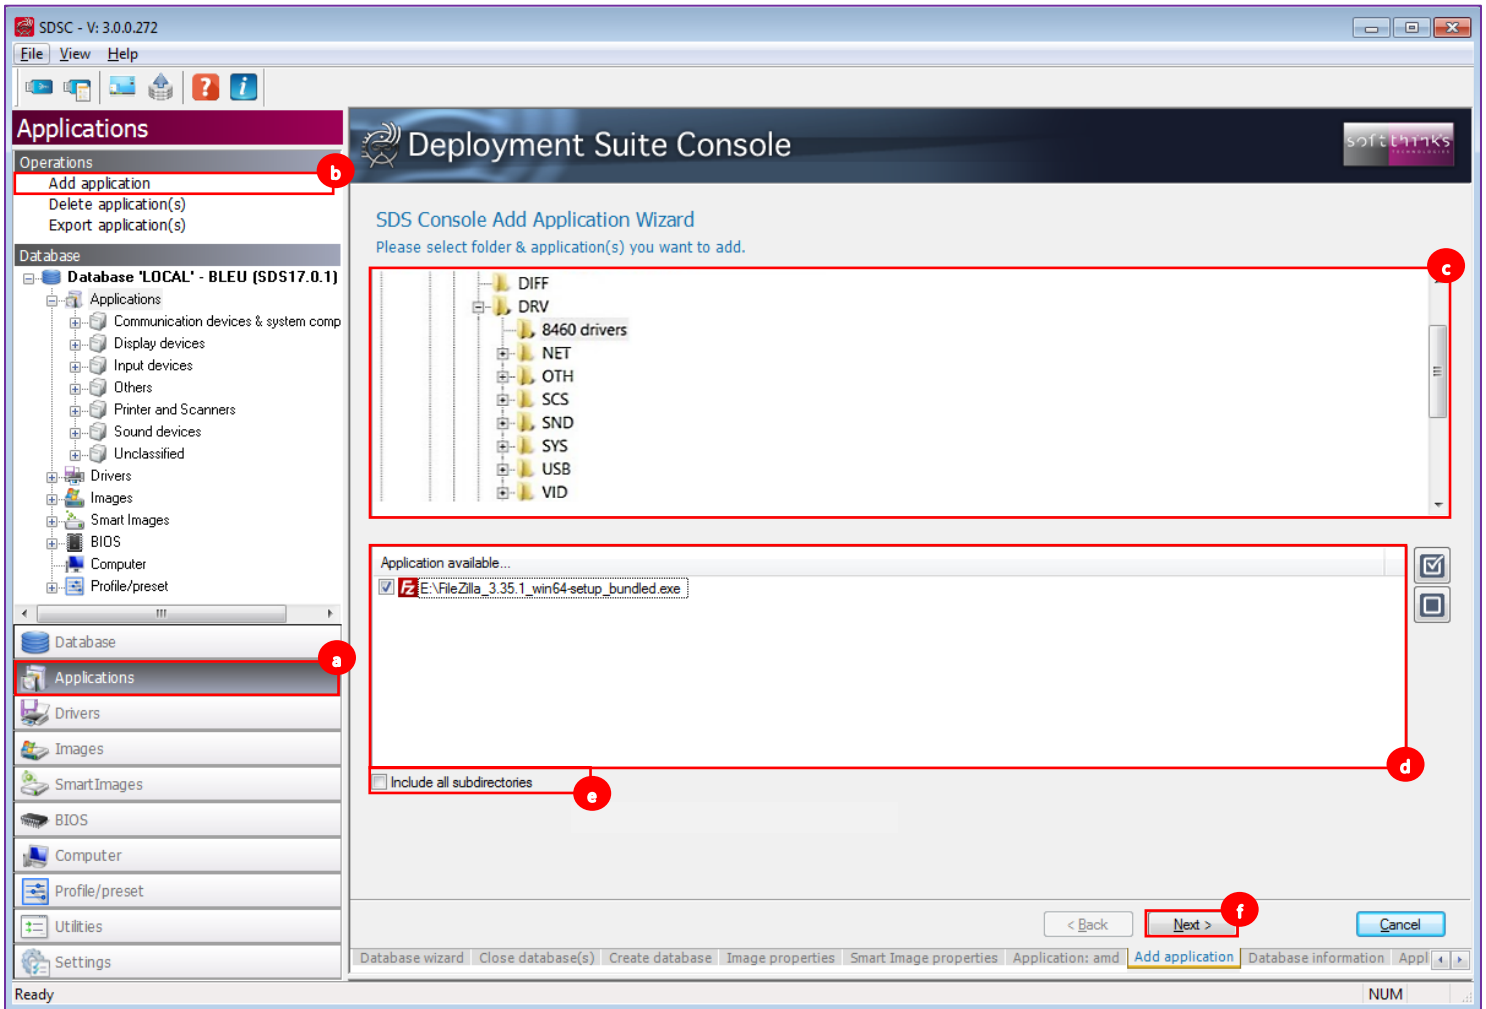 SDSC - V: 3.0.0.272
File View Help
Applications
Operations
b
Add application
Delete application(s)
Export application(s)
Database
Database 'LOCAL' - BLEU (SDS17.0.1)
Applications
Communication devices & system comp
Display devices
Input devices
Others
Printer and Scanners
Sound devices
Unclassified
Drivers
Images
Smart Images
BIOS
Computer
Profile/preset
Database
a
Applications
Drivers
Images
SmartImages
BIOS
Computer
Profile/preset
Utilities
Settings
Deployment Suite Console
softthinks
TECHNOLOGIES
SDS Console Add Application Wizard
Please select folder & application(s) you want to add.
c
DIFF
DRV
8460 drivers
NET
OTH
SCS
SND
SYS
USB
VID
Application available...
E:\FileZilla_3.35.1_win64-setup_bundled.exe
d
Include all subdirectories
e
f
< Back Next > Cancel
Database wizard Close database(s) Create database Image properties Smart Image properties Application: amd Add application Database information Appl
Ready NUM